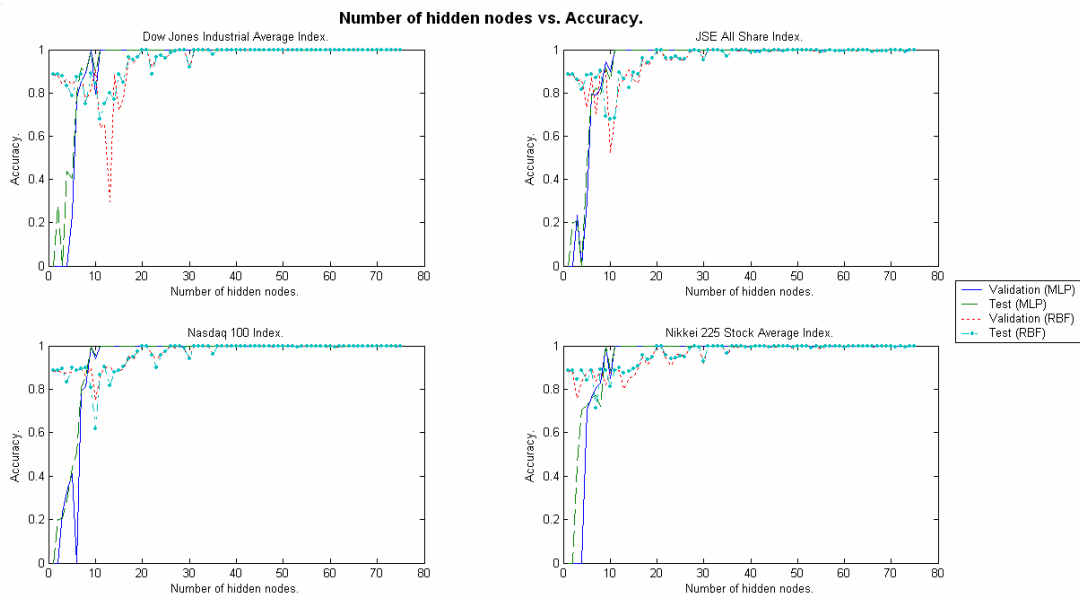 Number of hidden nodes vs. Accuracy.
Dow Jones Industrial Average Index.
1
0.8
0.6
0.4
0.2
0
Accuracy.
0 10 20 30 40 50 60 70 80
Number of hidden nodes.
JSE All Share Index.
1
0.8
0.6
0.4
0.2
0
Accuracy.
0 10 20 30 40 50 60 70 80
Number of hidden nodes.
Validation (MLP)
Test (MLP)
Validation (RBF)
Test (RBF)
Nasdaq 100 Index.
1
0.8
0.6
0.4
0.2
0
Accuracy.
0 10 20 30 40 50 60 70 80
Number of hidden nodes.
Nikkei 225 Stock Average Index.
1
0.8
0.6
0.4
0.2
0
Accuracy.
0 10 20 30 40 50 60 70 80
Number of hidden nodes.